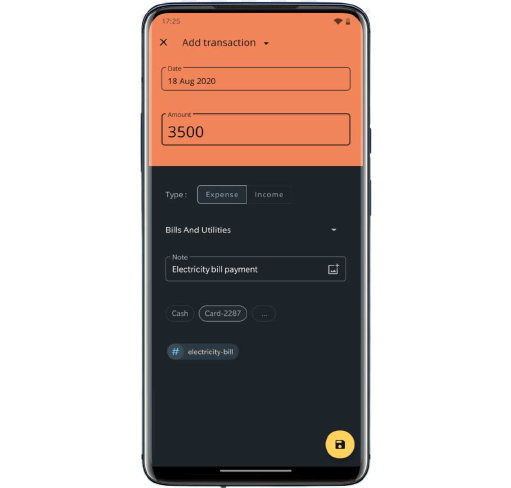 17:25
Add transaction
Date
18 Aug 2020
Amount
3500
Type : Expense Income
Bills And Utilities
Note
Electricity bill payment
Cash Card-2287 ...
# electricity-bill